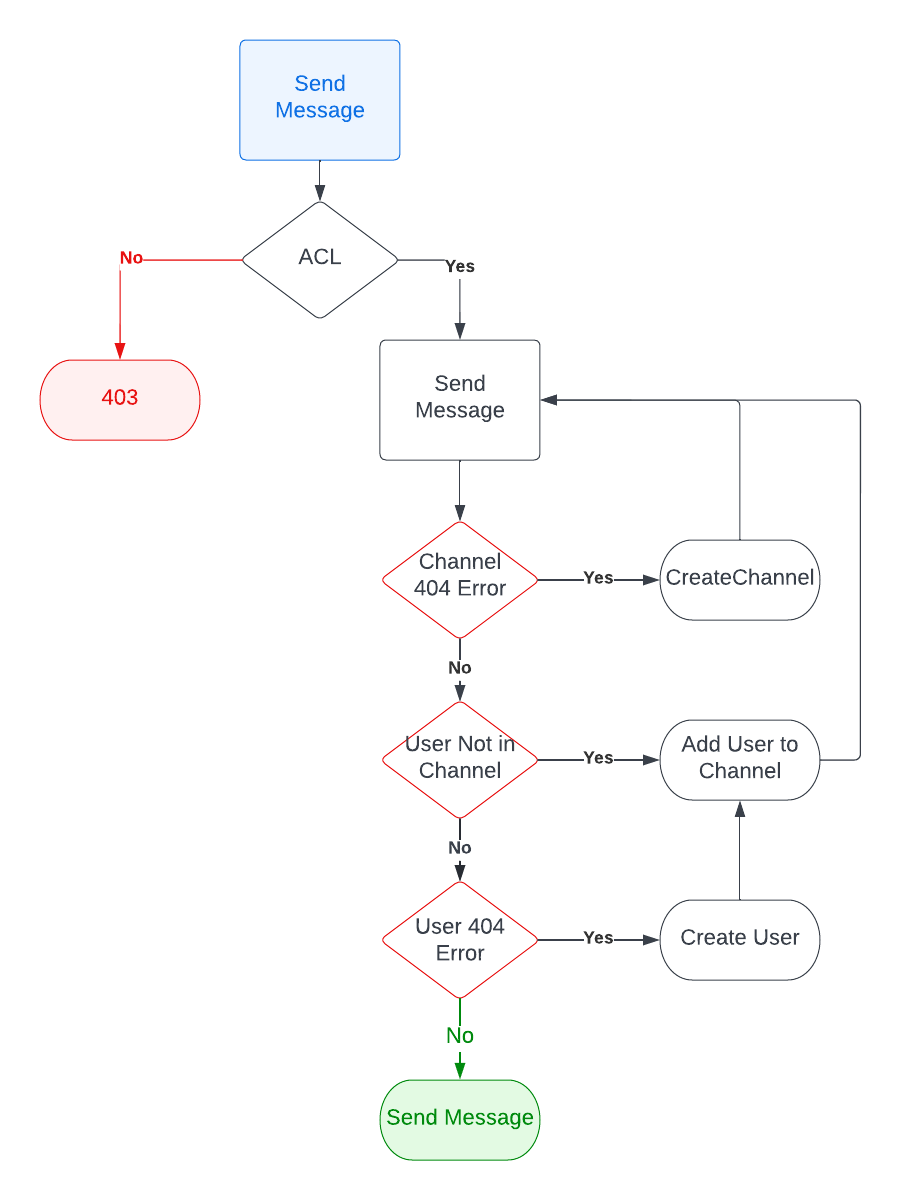 Send
Message
ACL
No
Yes
403
Send
Message
Channel
404 Error
Yes
CreateChannel
No
User Not in
Channel
Yes
Add User to
Channel
No
User 404
Error
Yes
Create User
No
Send Message